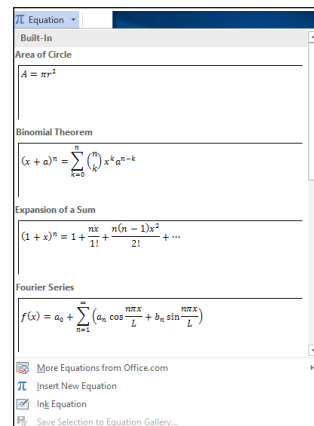 π Equation
Built-In
Area of Circle
A = πr²
Binomial Theorem
(x + a)ⁿ = ∑ₖ₌₀ⁿ (n k) xᵏaⁿ⁻ᵏ
Expansion of a Sum
(1 + x)ⁿ = 1 + nx/1! + n(n − 1)x²/2! + ⋯
Fourier Series
f(x) = a₀ + ∑ₙ₌₁^∞ (aₙ cos nπx/L + bₙ sin nπx/L)
More Equations from Office.com
π Insert New Equation
Ink Equation
Save Selection to Equation Gallery...